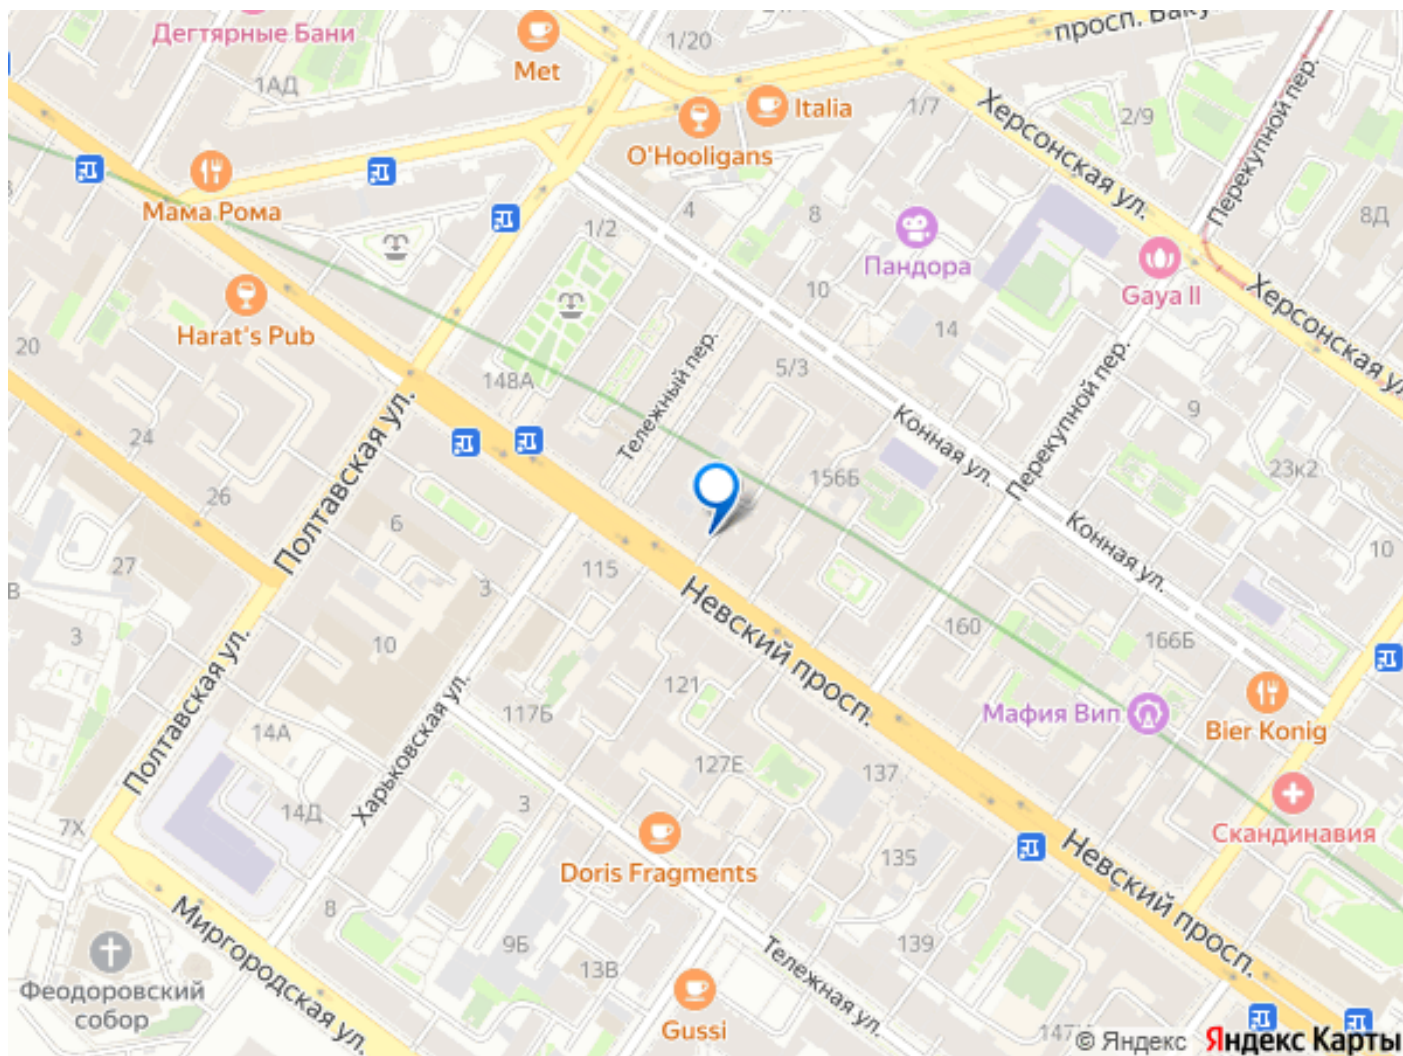 Дегтярные Бани
1/20
просп. Баку
Met
1АД
Italia
1/7
Херсонская ул.
2/9
Перекупной пер.
O'Hooligans
Мама Рома
1/2
4
8
8Д
Пандора
Gaya II
10
Херсонская ул
Harat's Pub
20
14
Тележный пер.
5/3
148А
Перекупной пер.
9
Конная ул.
24
Полтавская ул.
156Б
23к2
26
6
Конная ул.
10
27
115
3
В
Невский просп.
3
10
160
166Б
121
Полтавская ул.
Харьковская ул.
117Б
Мафия Вип
Bier Konig
14А
127Е
137
3
14Д
7Х
Скандинавия
Doris Fragments
135
Невский просп.
8
Миргородская ул.
9Б
139
13В
Тележная ул.
Феодоровский
собор
Gussi
© Яндекс
Яндекс Карты